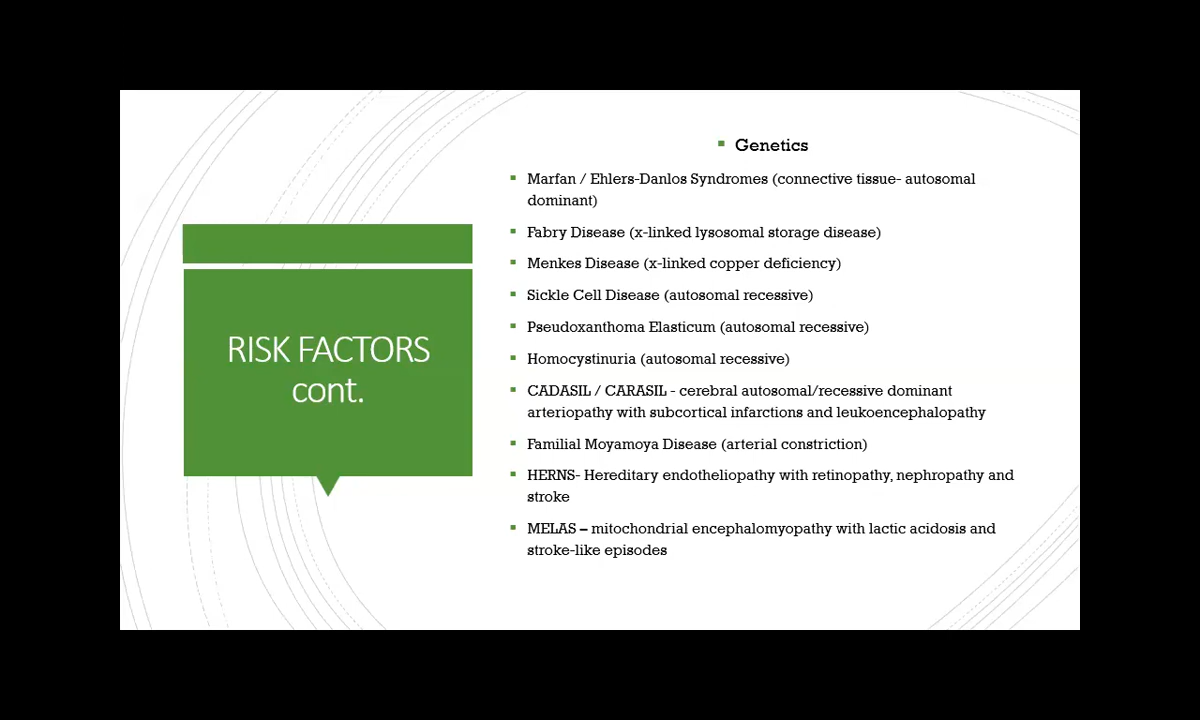 RISK FACTORS
cont.
Genetics
Marfan / Ehlers-Danlos Syndromes (connective tissue- autosomal
dominant)
Fabry Disease (x-linked lysosomal storage disease)
Menkes Disease (x-linked copper deficiency)
Sickle Cell Disease (autosomal recessive)
Pseudoxanthoma Elasticum (autosomal recessive)
Homocystinuria (autosomal recessive)
CADASIL / CARASIL - cerebral autosomal/recessive dominant
arteriopathy with subcortical infarctions and leukoencephalopathy
Familial Moyamoya Disease (arterial constriction)
HERNS- Hereditary endotheliopathy with retinopathy, nephropathy and
stroke
MELAS – mitochondrial encephalomyopathy with lactic acidosis and
stroke-like episodes